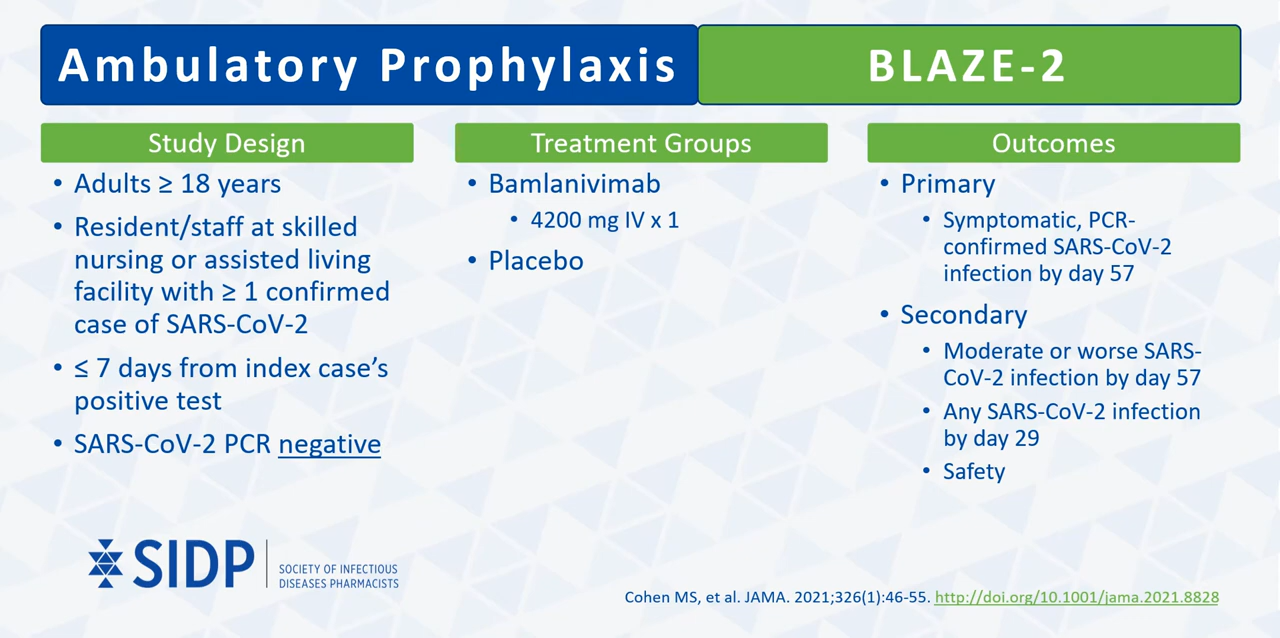 Ambulatory Prophylaxis
BLAZE-2
Study Design
• Adults ≥ 18 years
• Resident/staff at skilled
nursing or assisted living
facility with ≥ 1 confirmed
case of SARS-CoV-2
• ≤ 7 days from index case’s
positive test
• SARS-CoV-2 PCR negative
Treatment Groups
• Bamlanivimab
• 4200 mg IV x 1
• Placebo
Outcomes
• Primary
• Symptomatic, PCR-
confirmed SARS-CoV-2
infection by day 57
• Secondary
• Moderate or worse SARS-
CoV-2 infection by day 57
• Any SARS-CoV-2 infection
by day 29
• Safety
SIDP
SOCIETY OF INFECTIOUS
DISEASES PHARMACISTS
Cohen MS, et al. JAMA. 2021;326(1):46-55. http://doi.org/10.1001/jama.2021.8828